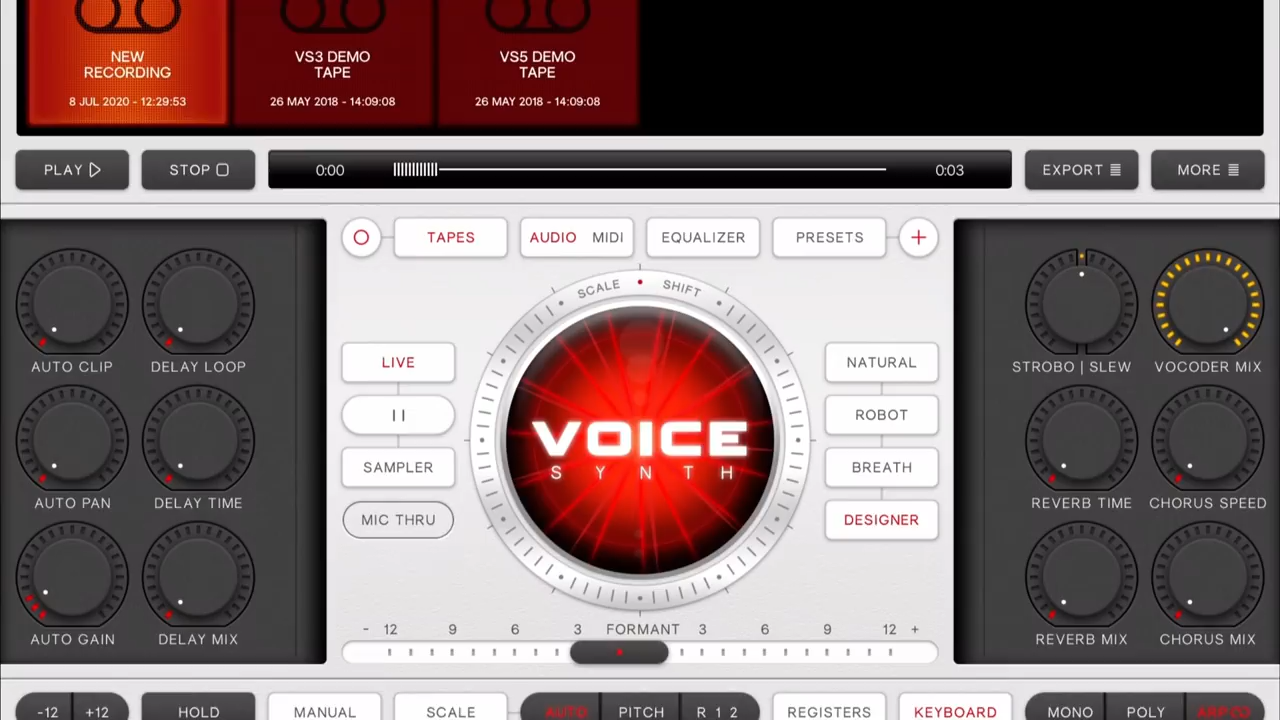 NEW
RECORDING
8 JUL 2020 - 12:29:53
VS3 DEMO
TAPE
26 MAY 2018 - 14:09:08
VS5 DEMO
TAPE
26 MAY 2018 - 14:09:08
PLAY
STOP
0:00
0:03
EXPORT
MORE
TAPES
AUDIO MIDI
EQUALIZER
PRESETS
SCALE SHIFT
AUTO CLIP
DELAY LOOP
AUTO PAN
DELAY TIME
AUTO GAIN
DELAY MIX
LIVE
SAMPLER
MIC THRU
VOICE
SYNTH
NATURAL
ROBOT
BREATH
DESIGNER
STROBO | SLEW
VOCODER MIX
REVERB TIME
CHORUS SPEED
REVERB MIX
CHORUS MIX
- 12 9 6 3 FORMANT 3 6 9 12 +
-12 +12
HOLD
MANUAL
SCALE
AUTO PITCH R 1 2
REGISTERS
KEYBOARD
MONO POLY